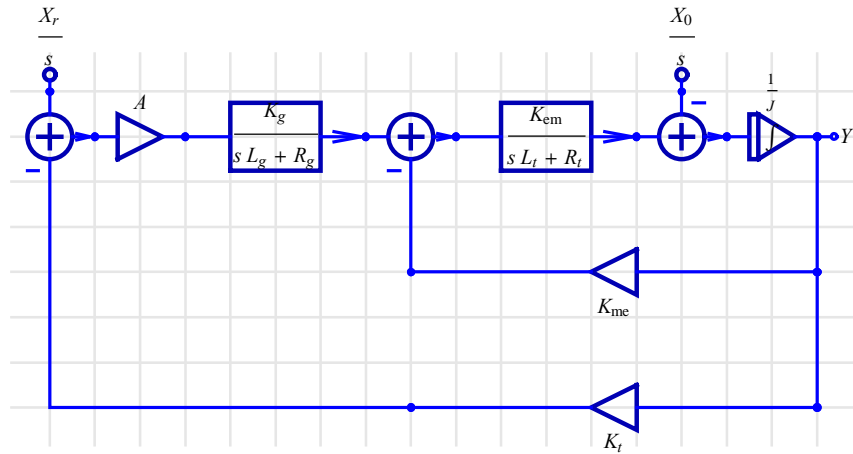 X_r / s
X_0 / s
A
K_g / (s L_g + R_g)
K_em / (s L_t + R_t)
1/J
∫
Y
−
−
−
K_me
K_t